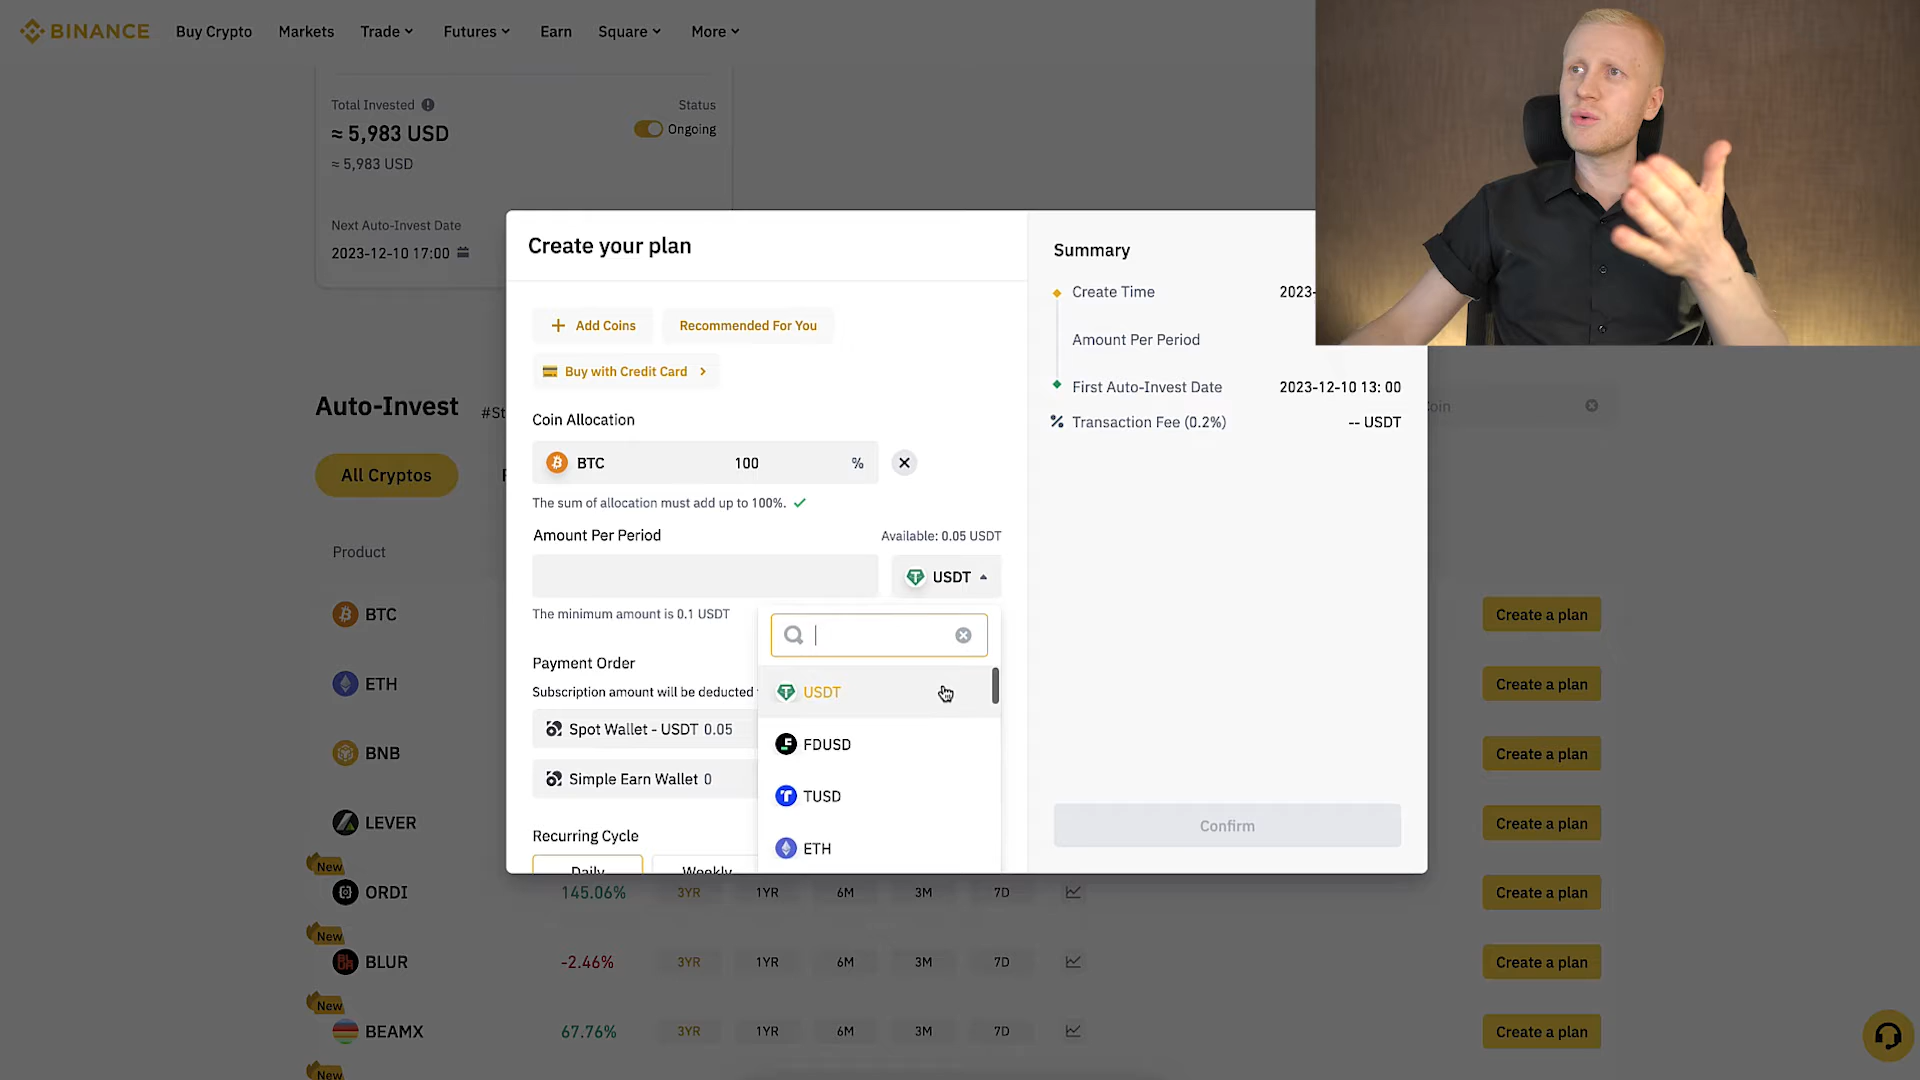 BINANCE Buy Crypto Markets Trade Futures Earn Square More
Total Invested Status
≈ 5,983 USD Ongoing
≈ 5,983 USD
Next Auto-Invest Date
2023-12-10 17:00
Create your plan
Add Coins Recommended For You
Buy with Credit Card
Coin Allocation
BTC 100 %
The sum of allocation must add up to 100%.
Amount Per Period Available: 0.05 USDT
USDT
The minimum amount is 0.1 USDT
Payment Order
Subscription amount will be deducted
Spot Wallet - USDT 0.05
Simple Earn Wallet 0
Recurring Cycle
Daily Weekly
USDT
FDUSD
TUSD
ETH
Summary
Create Time 2023-
Amount Per Period
First Auto-Invest Date 2023-12-10 13: 00
Transaction Fee (0.2%) -- USDT
Confirm
Auto-Invest #St
All Cryptos
Product
BTC Create a plan
ETH Create a plan
BNB Create a plan
LEVER Create a plan
New
ORDI 145.06% 3YR 1YR 6M 3M 7D Create a plan
New
BLUR -2.46% 3YR 1YR 6M 3M 7D Create a plan
New
BEAMX 67.76% 3YR 1YR 6M 3M 7D Create a plan
New